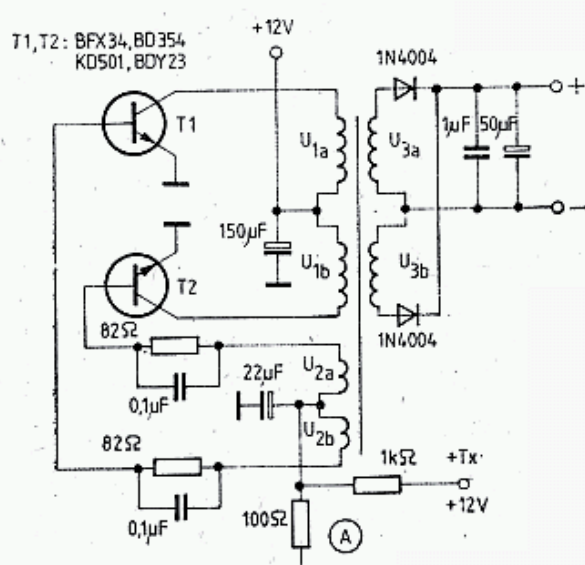 +12V
T1,T2: BFX34, BD354
KD501, BDY23
1N4004
T1
U1a
U3a
1µF
50µF
+
-
150µF
U1b
U3b
T2
1N4004
82Ω
0,1µF
22µF
U2a
U2b
82Ω
0,1µF
1kΩ
+Tx
+12V
100Ω
A